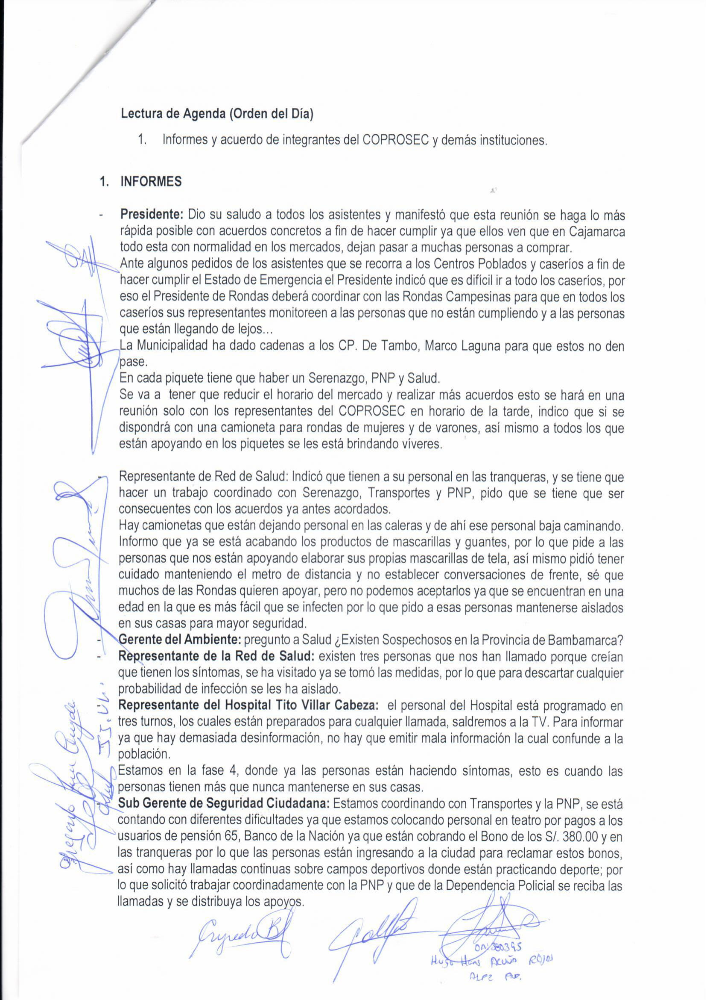 Lectura de Agenda (Orden del Día)
1. Informes y acuerdo de integrantes del COPROSEC y demás instituciones.
1. INFORMES
- Presidente: Dio su saludo a todos los asistentes y manifestó que esta reunión se haga lo más
rápida posible con acuerdos concretos a fin de hacer cumplir ya que ellos ven que en Cajamarca
todo esta con normalidad en los mercados, dejan pasar a muchas personas a comprar.
Ante algunos pedidos de los asistentes que se recorra a los Centros Poblados y caseríos a fin de
hacer cumplir el Estado de Emergencia el Presidente indicó que es difícil ir a todo los caseríos, por
eso el Presidente de Rondas deberá coordinar con las Rondas Campesinas para que en todos los
caseríos sus representantes monitoreen a las personas que no están cumpliendo y a las personas
que están llegando de lejos...
La Municipalidad ha dado cadenas a los CP. De Tambo, Marco Laguna para que estos no den
pase.
En cada piquete tiene que haber un Serenazgo, PNP y Salud.
Se va a tener que reducir el horario del mercado y realizar más acuerdos esto se hará en una
reunión solo con los representantes del COPROSEC en horario de la tarde, indico que si se
dispondrá con una camioneta para rondas de mujeres y de varones, así mismo a todos los que
están apoyando en los piquetes se les está brindando víveres.
- Representante de Red de Salud: Indicó que tienen a su personal en las tranqueras, y se tiene que
hacer un trabajo coordinado con Serenazgo, Transportes y PNP, pido que se tiene que ser
consecuentes con los acuerdos ya antes acordados.
Hay camionetas que están dejando personal en las caleras y de ahí ese personal baja caminando.
Informo que ya se está acabando los productos de mascarillas y guantes, por lo que pide a las
personas que nos están apoyando elaborar sus propias mascarillas de tela, así mismo pidió tener
cuidado manteniendo el metro de distancia y no establecer conversaciones de frente, sé que
muchos de las Rondas quieren apoyar, pero no podemos aceptarlos ya que se encuentran en una
edad en la que es más fácil que se infecten por lo que pido a esas personas mantenerse aislados
en sus casas para mayor seguridad.
- Gerente del Ambiente: pregunto a Salud ¿Existen Sospechosos en la Provincia de Bambamarca?
- Representante de la Red de Salud: existen tres personas que nos han llamado porque creían
que tienen los síntomas, se ha visitado ya se tomó las medidas, por lo que para descartar cualquier
probabilidad de infección se les ha aislado.
- Representante del Hospital Tito Villar Cabeza: el personal del Hospital está programado en
tres turnos, los cuales están preparados para cualquier llamada, saldremos a la TV. Para informar
ya que hay demasiada desinformación, no hay que emitir mala información la cual confunde a la
población.
Estamos en la fase 4, donde ya las personas están haciendo síntomas, esto es cuando las
personas tienen más que nunca mantenerse en sus casas.
- Sub Gerente de Seguridad Ciudadana: Estamos coordinando con Transportes y la PNP, se está
contando con diferentes dificultades ya que estamos colocando personal en teatro por pagos a los
usuarios de pensión 65, Banco de la Nación ya que están cobrando el Bono de los S/. 380.00 y en
las tranqueras por lo que las personas están ingresando a la ciudad para reclamar estos bonos,
así como hay llamadas continuas sobre campos deportivos donde están practicando deporte; por
lo que solicitó trabajar coordinadamente con la PNP y que de la Dependencia Policial se reciba las
llamadas y se distribuya los apoyos.
Hugo Hans Acuña Rojas